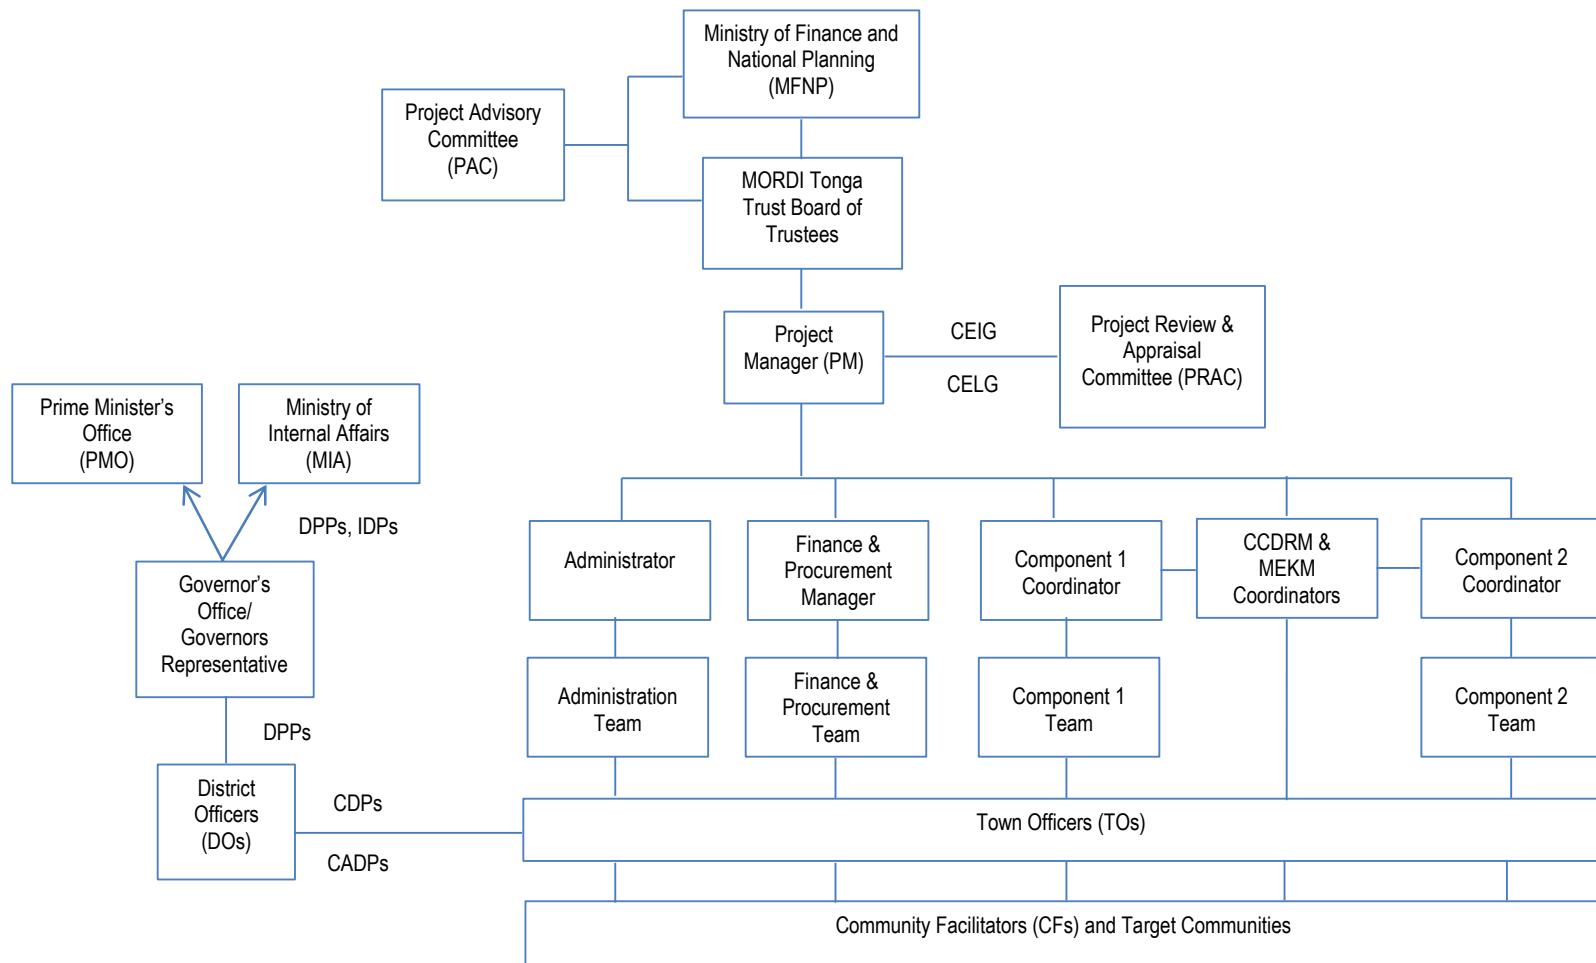 Ministry of Finance and
National Planning
(MFNP)
Project Advisory
Committee
(PAC)
MORDI Tonga
Trust Board of
Trustees
Project
Manager (PM)
CEIG
CELG
Project Review &
Appraisal
Committee (PRAC)
Prime Minister’s
Office
(PMO)
Ministry of
Internal Affairs
(MIA)
DPPs, IDPs
Governor’s
Office/
Governors
Representative
DPPs
District
Officers
(DOs)
CDPs
CADPs
Administrator
Finance &
Procurement
Manager
Component 1
Coordinator
CCDRM &
MEKM
Coordinators
Component 2
Coordinator
Administration
Team
Finance &
Procurement
Team
Component 1
Team
Component 2
Team
Town Officers (TOs)
Community Facilitators (CFs) and Target Communities